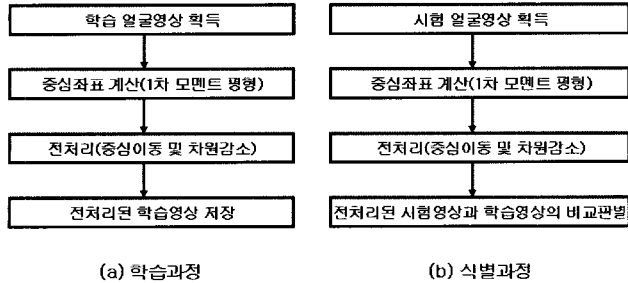 학습 얼굴영상 획득
중심좌표 계산(1차 모멘트 평형)
전처리(중심이동 및 차원감소)
전처리된 학습영상 저장
(a) 학습과정
시험 얼굴영상 획득
중심좌표 계산(1차 모멘트 평형)
전처리(중심이동 및 차원감소)
전처리된 시험영상과 학습영상의 비교판별
(b) 식별과정